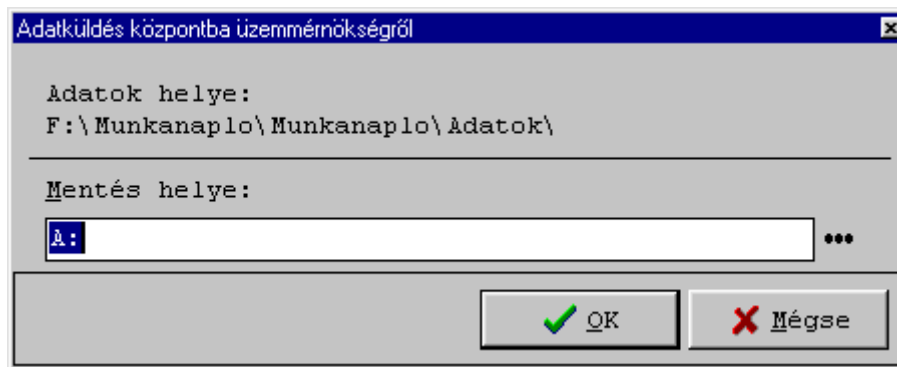 Adatküldés központba üzemmérnökségről
Adatok helye:
F:\Munkanaplo\Munkanaplo\Adatok\
Mentés helye:
A:
OK
Mégse